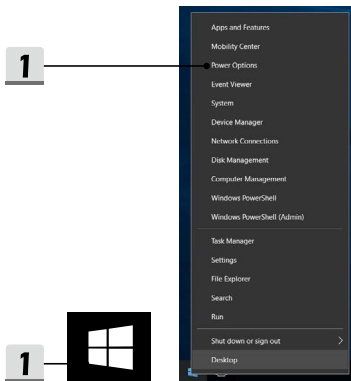 Apps and Features
Mobility Center
1
Power Options
Event Viewer
System
Device Manager
Network Connections
Disk Management
Computer Management
Windows PowerShell
Windows PowerShell (Admin)
Task Manager
Settings
File Explorer
Search
Run
Shut down or sign out
Desktop
1